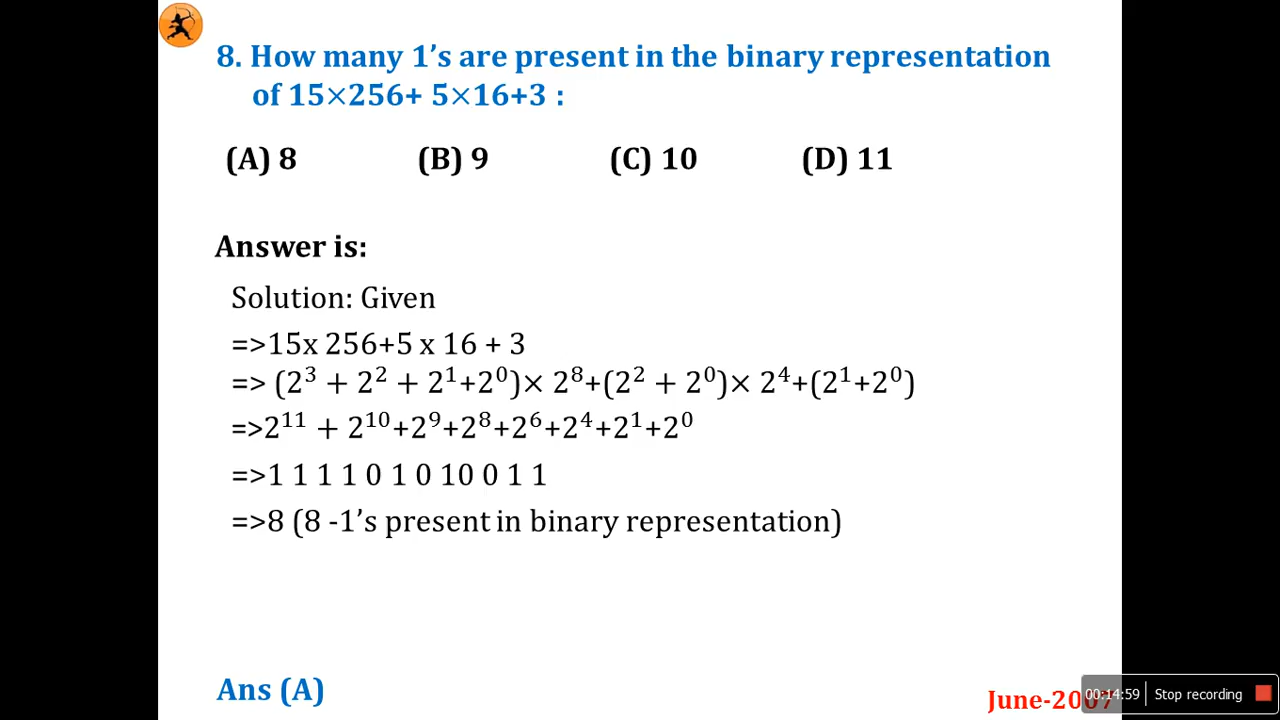 8. How many 1’s are present in the binary representation
of 15×256+ 5×16+3 :
(A) 8 (B) 9 (C) 10 (D) 11
Answer is:
Solution: Given
=>15x 256+5 x 16 + 3
=> (2³ + 2² + 2¹+2⁰)× 2⁸+(2² + 2⁰)× 2⁴+(2¹+2⁰)
=>2¹¹ + 2¹⁰+2⁹+2⁸+2⁶+2⁴+2¹+2⁰
=>1 1 1 1 0 1 0 10 0 1 1
=>8 (8 -1’s present in binary representation)
Ans (A)
June-2007
00:14:59 Stop recording